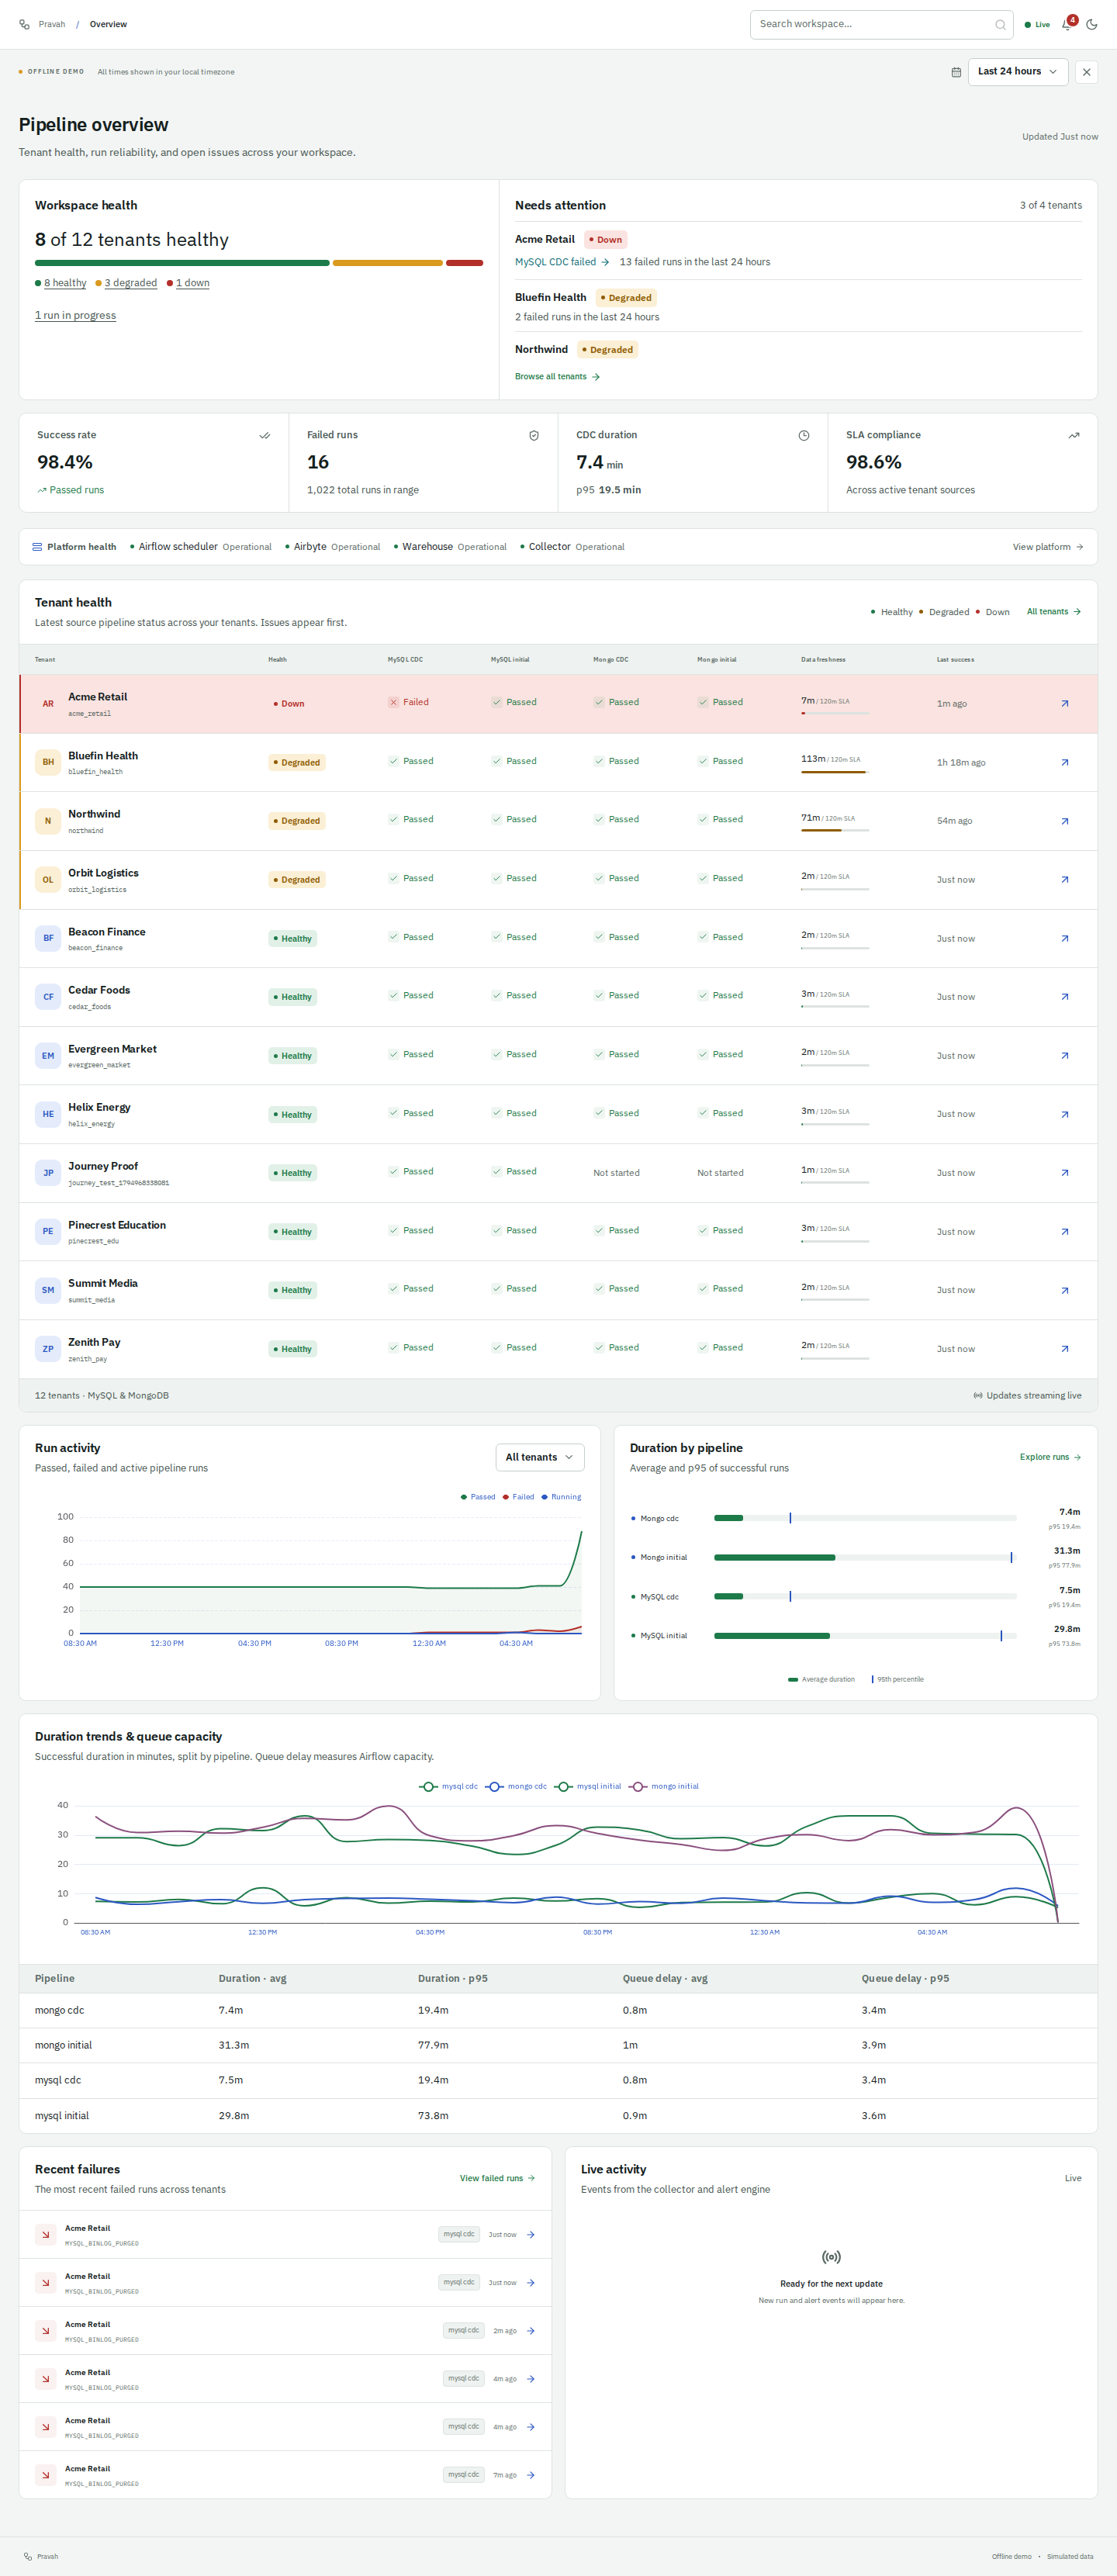 Pravah / Overview
Search workspace...
Live
4
OFFLINE DEMO All times shown in your local timezone
Last 24 hours
Pipeline overview
Tenant health, run reliability, and open issues across your workspace.
Updated Just now
Workspace health
8 of 12 tenants healthy
8 healthy 3 degraded 1 down
1 run in progress
Needs attention
3 of 4 tenants
Acme Retail Down
MySQL CDC failed → 13 failed runs in the last 24 hours
Bluefin Health Degraded
2 failed runs in the last 24 hours
Northwind Degraded
Browse all tenants →
Success rate
98.4%
Passed runs
Failed runs
16
1,022 total runs in range
CDC duration
7.4 min
p95 19.5 min
SLA compliance
98.6%
Across active tenant sources
Platform health Airflow scheduler Operational Airbyte Operational Warehouse Operational Collector Operational
View platform →
Tenant health
Latest source pipeline status across your tenants. Issues appear first.
Healthy Degraded Down All tenants →
Tenant Health MySQL CDC MySQL initial Mongo CDC Mongo initial Data freshness Last success
AR Acme Retail acme_retail Down Failed Passed Passed Passed 7m / 120m SLA 1m ago
BH Bluefin Health bluefin_health Degraded Passed Passed Passed Passed 113m / 120m SLA 1h 18m ago
N Northwind northwind Degraded Passed Passed Passed Passed 71m / 120m SLA 54m ago
OL Orbit Logistics orbit_logistics Degraded Passed Passed Passed Passed 2m / 120m SLA Just now
BF Beacon Finance beacon_finance Healthy Passed Passed Passed Passed 2m / 120m SLA Just now
CF Cedar Foods cedar_foods Healthy Passed Passed Passed Passed 3m / 120m SLA Just now
EM Evergreen Market evergreen_market Healthy Passed Passed Passed Passed 2m / 120m SLA Just now
HE Helix Energy helix_energy Healthy Passed Passed Passed Passed 3m / 120m SLA Just now
JP Journey Proof journey_test_1794968338081 Healthy Passed Passed Not started Not started 1m / 120m SLA Just now
PE Pinecrest Education pinecrest_edu Healthy Passed Passed Passed Passed 3m / 120m SLA Just now
SM Summit Media summit_media Healthy Passed Passed Passed Passed 2m / 120m SLA Just now
ZP Zenith Pay zenith_pay Healthy Passed Passed Passed Passed 2m / 120m SLA Just now
12 tenants · MySQL & MongoDB
Updates streaming live
Run activity
Passed, failed and active pipeline runs
All tenants
Passed Failed Running
100
80
60
40
20
0
08:30 AM 12:30 PM 04:30 PM 08:30 PM 12:30 AM 04:30 AM
Duration by pipeline
Average and p95 of successful runs
Explore runs →
Mongo cdc 7.4m
p95 19.4m
Mongo initial 31.3m
p95 77.9m
MySQL cdc 7.5m
p95 19.4m
MySQL initial 29.8m
p95 73.8m
Average duration 95th percentile
Duration trends & queue capacity
Successful duration in minutes, split by pipeline. Queue delay measures Airflow capacity.
mysql cdc mongo cdc mysql initial mongo initial
40
30
20
10
0
08:30 AM 12:30 PM 04:30 PM 08:30 PM 12:30 AM 04:30 AM
Pipeline Duration · avg Duration · p95 Queue delay · avg Queue delay · p95
mongo cdc 7.4m 19.4m 0.8m 3.4m
mongo initial 31.3m 77.9m 1m 3.9m
mysql cdc 7.5m 19.4m 0.8m 3.4m
mysql initial 29.8m 73.8m 0.9m 3.6m
Recent failures
The most recent failed runs across tenants
View failed runs →
Acme Retail mysql cdc Just now
MYSQL_BINLOG_PURGED
Acme Retail mysql cdc Just now
MYSQL_BINLOG_PURGED
Acme Retail mysql cdc 2m ago
MYSQL_BINLOG_PURGED
Acme Retail mysql cdc 4m ago
MYSQL_BINLOG_PURGED
Acme Retail mysql cdc 4m ago
MYSQL_BINLOG_PURGED
Acme Retail mysql cdc 7m ago
MYSQL_BINLOG_PURGED
Live activity
Events from the collector and alert engine
Live
Ready for the next update
New run and alert events will appear here.
Pravah
Offline demo • Simulated data